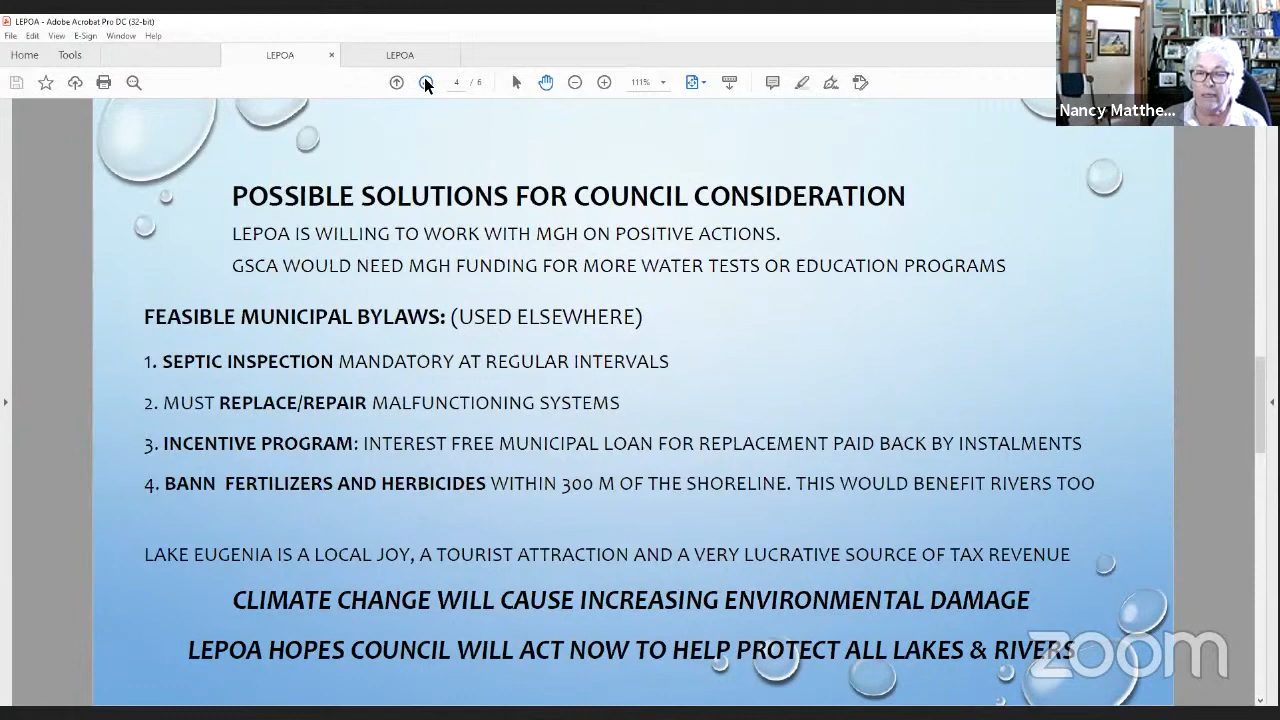 LEPOA - Adobe Acrobat Pro DC (32-bit)
File Edit View E-Sign Window Help
Home Tools LEPOA × LEPOA
4 / 6 111%
Nancy Matthe...
POSSIBLE SOLUTIONS FOR COUNCIL CONSIDERATION
LEPOA IS WILLING TO WORK WITH MGH ON POSITIVE ACTIONS.
GSCA WOULD NEED MGH FUNDING FOR MORE WATER TESTS OR EDUCATION PROGRAMS
FEASIBLE MUNICIPAL BYLAWS: (USED ELSEWHERE)
1. SEPTIC INSPECTION MANDATORY AT REGULAR INTERVALS
2. MUST REPLACE/REPAIR MALFUNCTIONING SYSTEMS
3. INCENTIVE PROGRAM: INTEREST FREE MUNICIPAL LOAN FOR REPLACEMENT PAID BACK BY INSTALMENTS
4. BANN FERTILIZERS AND HERBICIDES WITHIN 300 M OF THE SHORELINE. THIS WOULD BENEFIT RIVERS TOO
LAKE EUGENIA IS A LOCAL JOY, A TOURIST ATTRACTION AND A VERY LUCRATIVE SOURCE OF TAX REVENUE
CLIMATE CHANGE WILL CAUSE INCREASING ENVIRONMENTAL DAMAGE
LEPOA HOPES COUNCIL WILL ACT NOW TO HELP PROTECT ALL LAKES & RIVERS
zoom